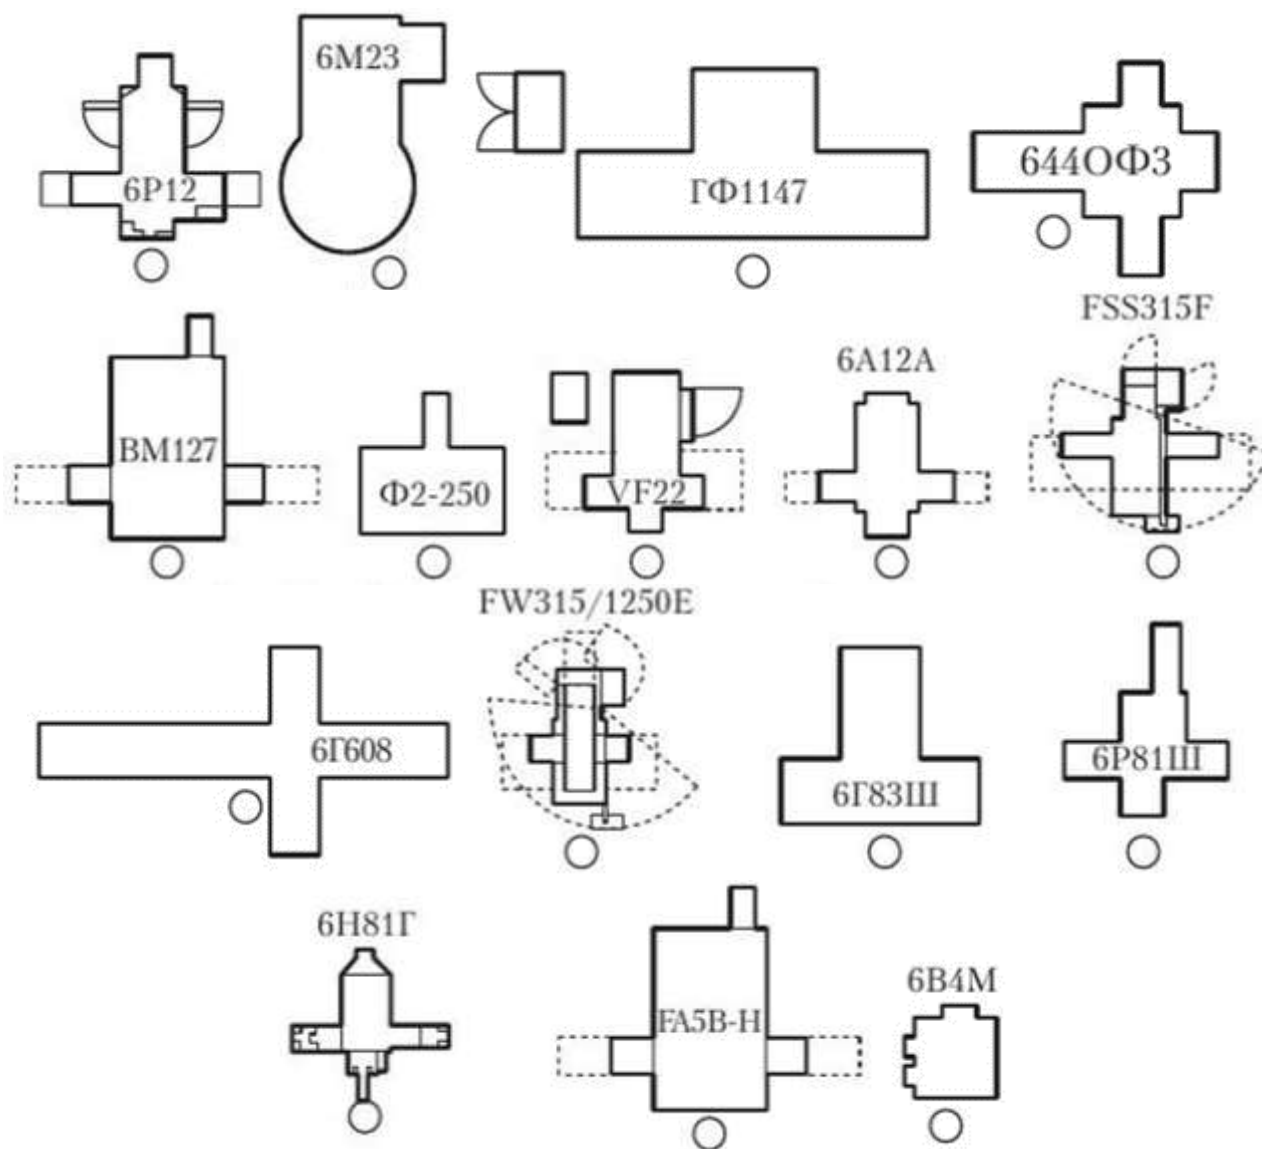 6М23
6Р12
ГФ1147
644ОФ3
FSS315F
ВМ127
Ф2-250
VF22
6А12А
FW315/1250E
6Г608
6Г83Ш
6Р81Ш
6Н81Г
FA5B-H
6В4М